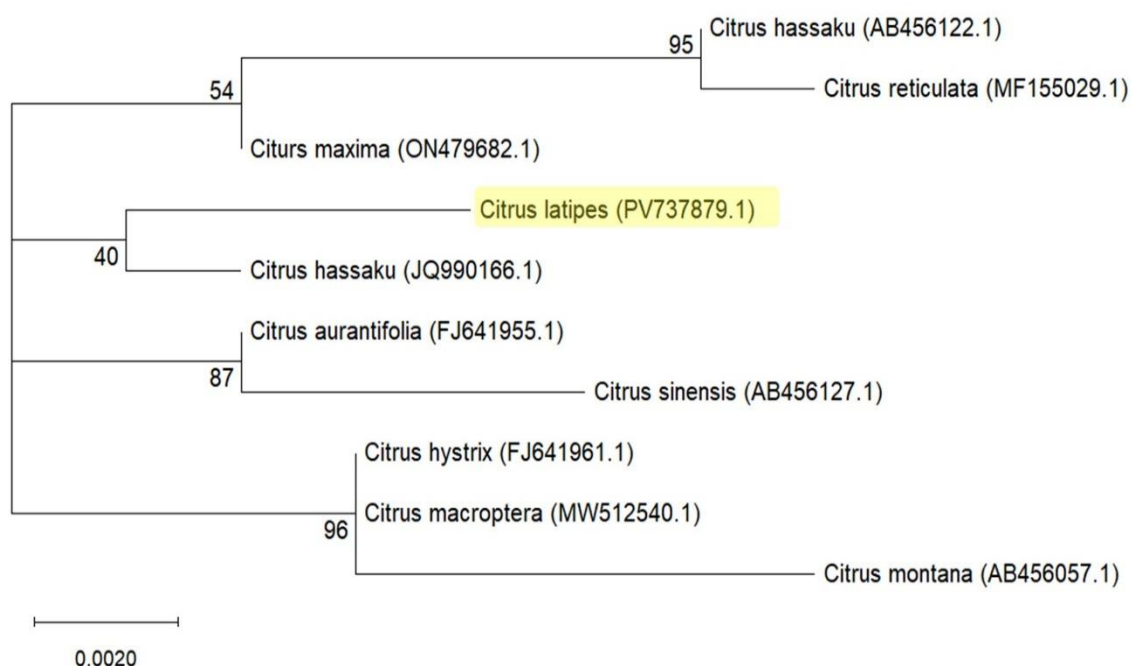 Citrus hassaku (AB456122.1)
95
Citrus reticulata (MF155029.1)
54
Citurs maxima (ON479682.1)
Citrus latipes (PV737879.1)
40
Citrus hassaku (JQ990166.1)
Citrus aurantifolia (FJ641955.1)
87
Citrus sinensis (AB456127.1)
Citrus hystrix (FJ641961.1)
Citrus macroptera (MW512540.1)
96
Citrus montana (AB456057.1)
0.0020